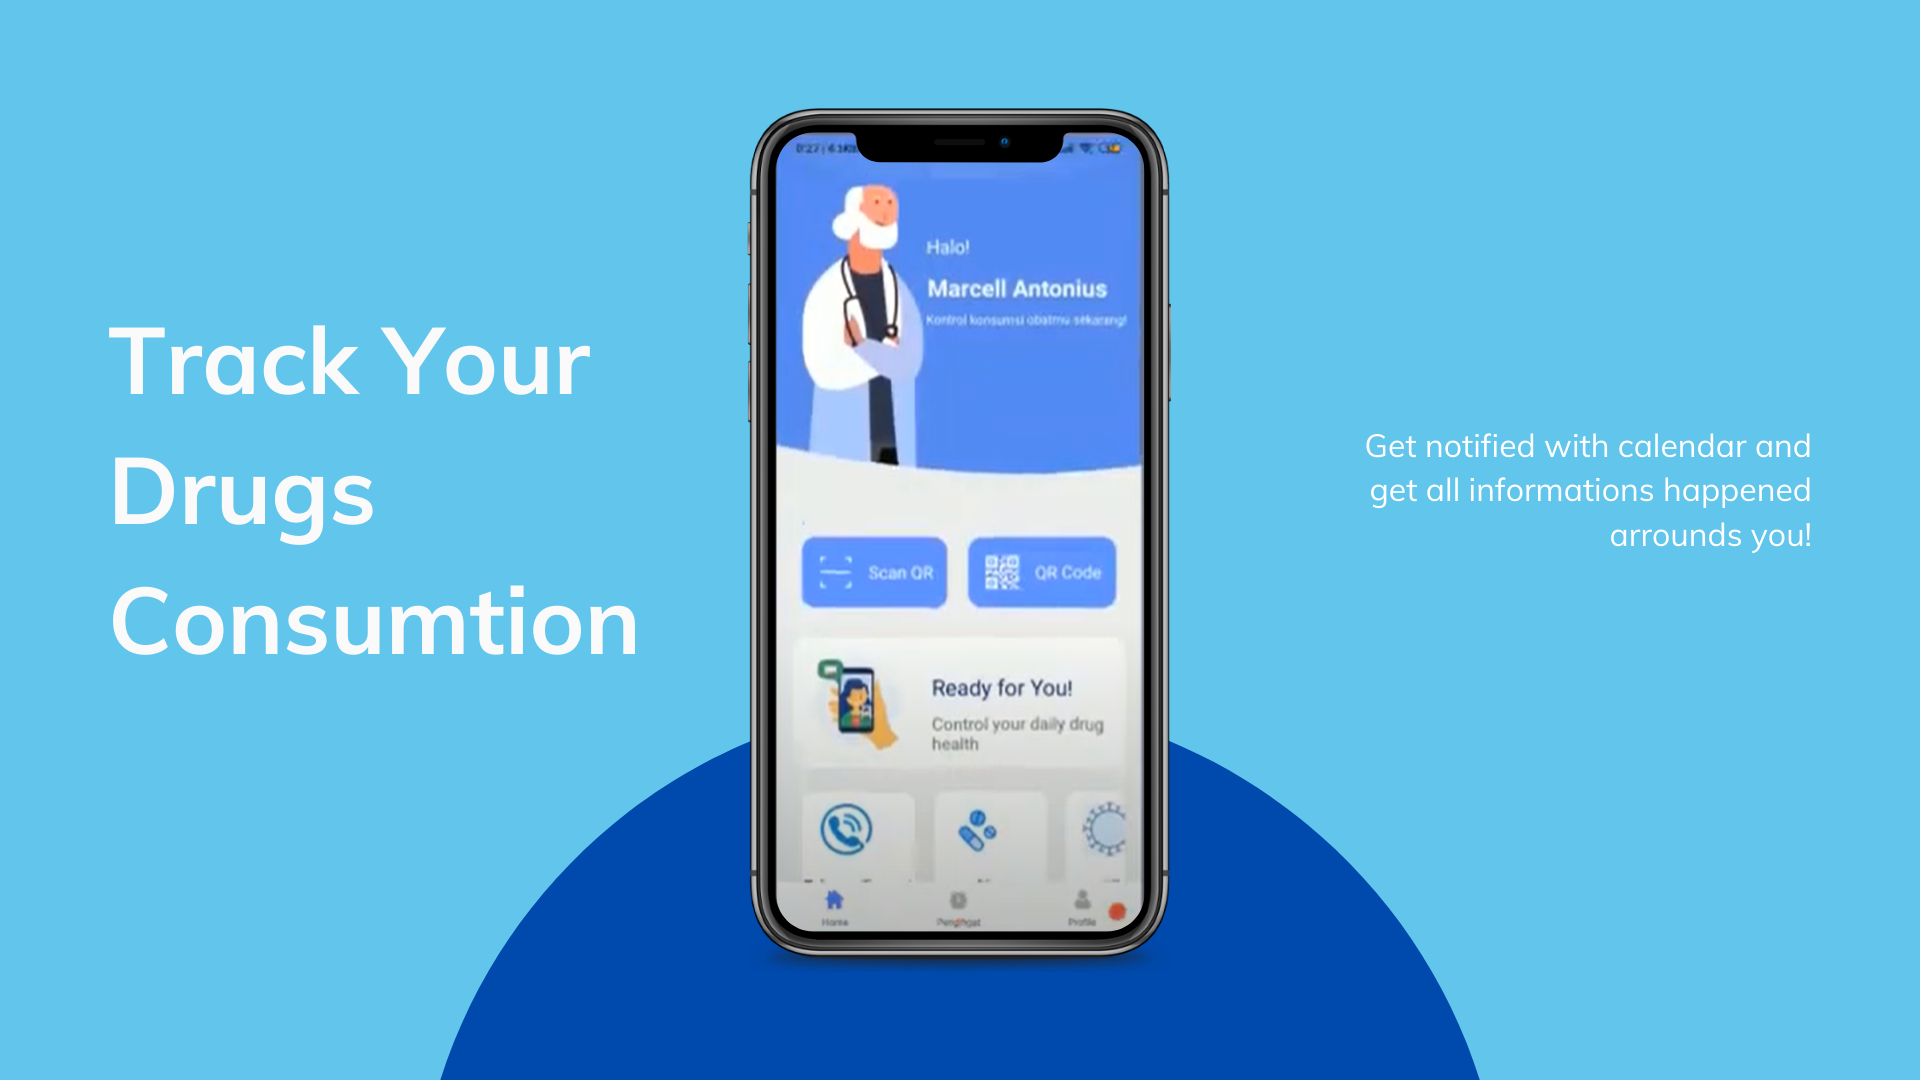 Track Your
Drugs
Consumtion
Halo!
Marcell Antonius
Kontrol konsumsi obatmu sekarang!
Scan QR
QR Code
Ready for You!
Control your daily drug
health
Home
Pengingat
Profile
Get notified with calendar and
get all informations happened
arrounds you!